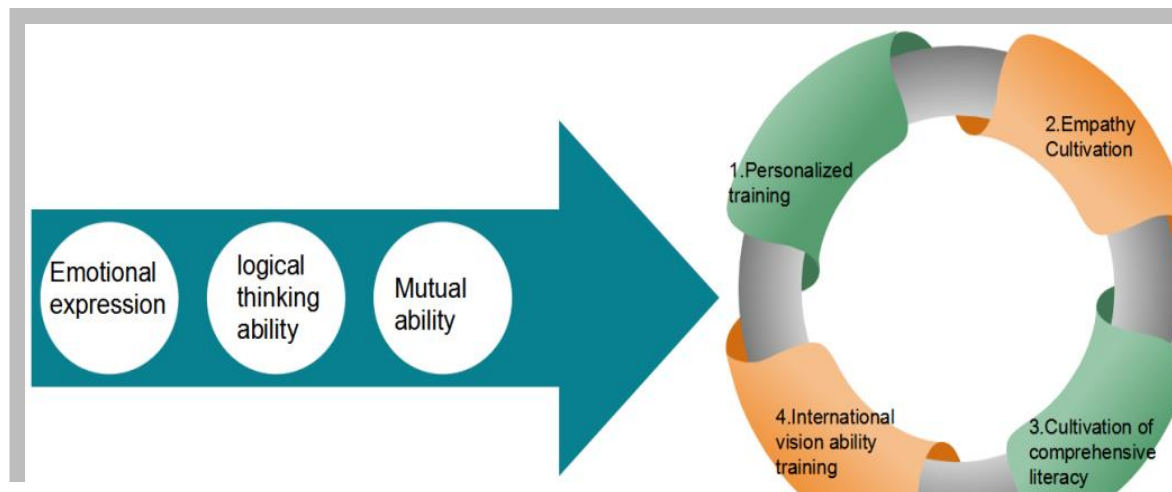 Emotional
expression
logical
thinking
ability
Mutual
ability
1.Personalized
training
2.Empathy
Cultivation
3.Cultivation of
comprehensive
literacy
4.International
vision ability
training